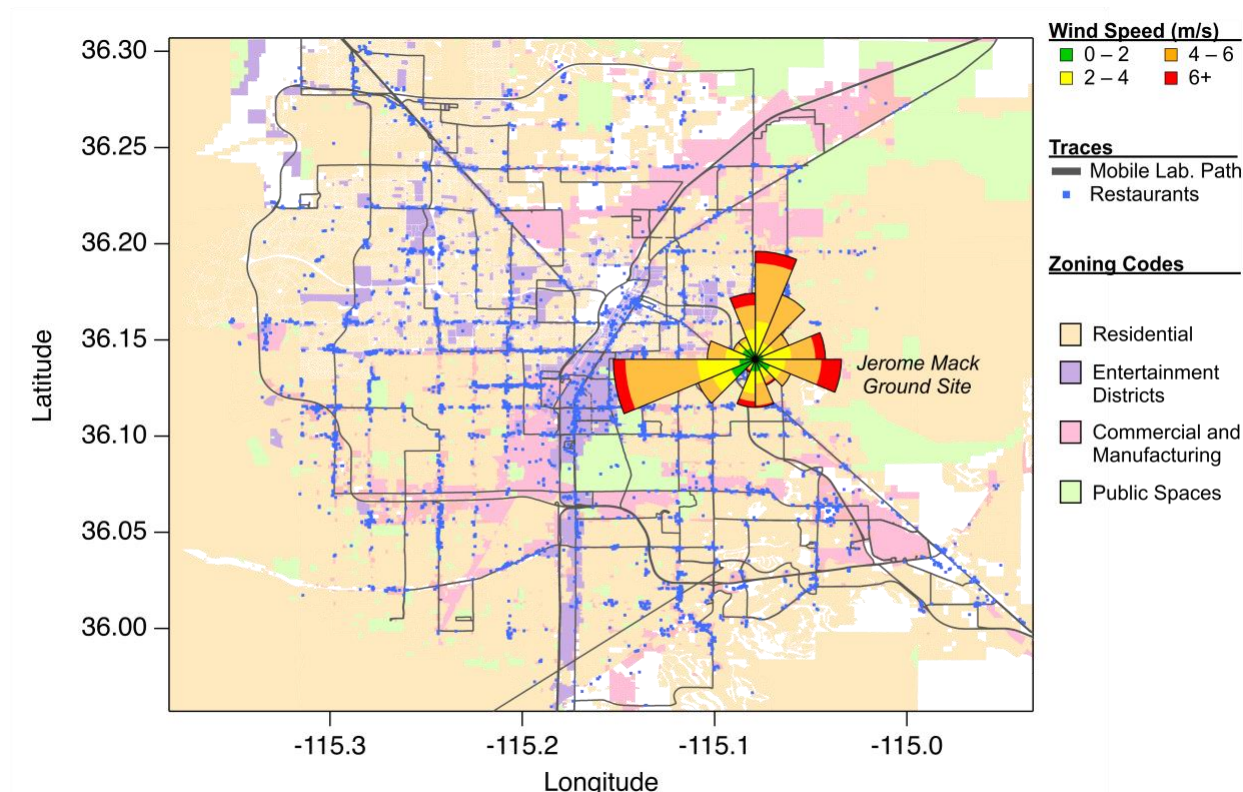 Wind Speed (m/s)
0 – 2
4 – 6
2 – 4
6+
Traces
Mobile Lab. Path
Restaurants
Zoning Codes
Residential
Entertainment
Districts
Commercial and
Manufacturing
Public Spaces
Jerome Mack
Ground Site
Latitude
36.30
36.25
36.20
36.15
36.10
36.05
36.00
-115.3
-115.2
-115.1
-115.0
Longitude